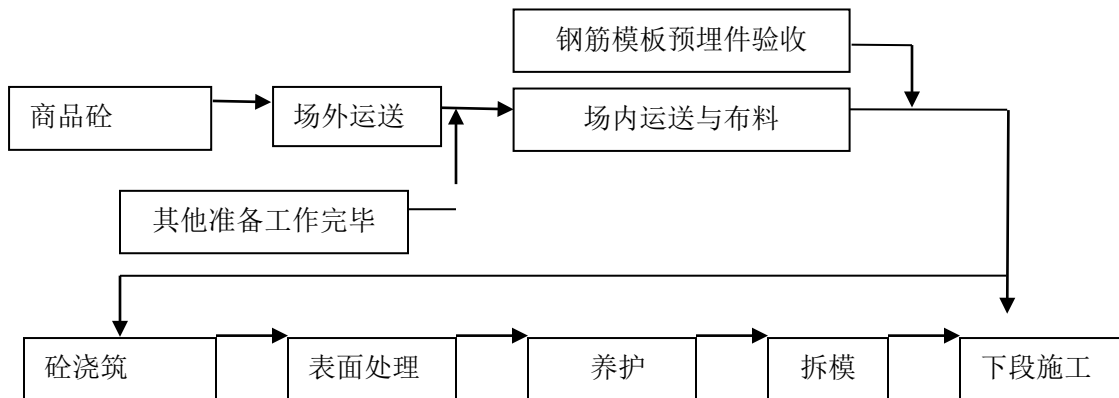 钢筋模板预埋件验收
商品砼
场外运送
场内运送与布料
其他准备工作完毕
砼浇筑
表面处理
养护
拆模
下段施工